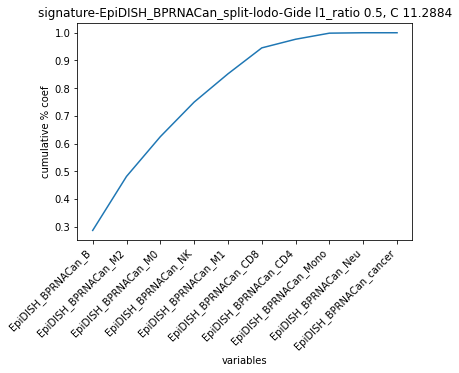 signature-EpiDISH_BPRNACan_split-lodo-Gide l1_ratio 0.5, C 11.2884
1.0
0.9
0.8
0.7
0.6
0.5
0.4
0.3
cumulative % coef
EpiDISH_BPRNACan_B
EpiDISH_BPRNACan_M2
EpiDISH_BPRNACan_M0
EpiDISH_BPRNACan_NK
EpiDISH_BPRNACan_M1
EpiDISH_BPRNACan_CD8
EpiDISH_BPRNACan_CD4
EpiDISH_BPRNACan_Mono
EpiDISH_BPRNACan_Neu
EpiDISH_BPRNACan_cancer
variables